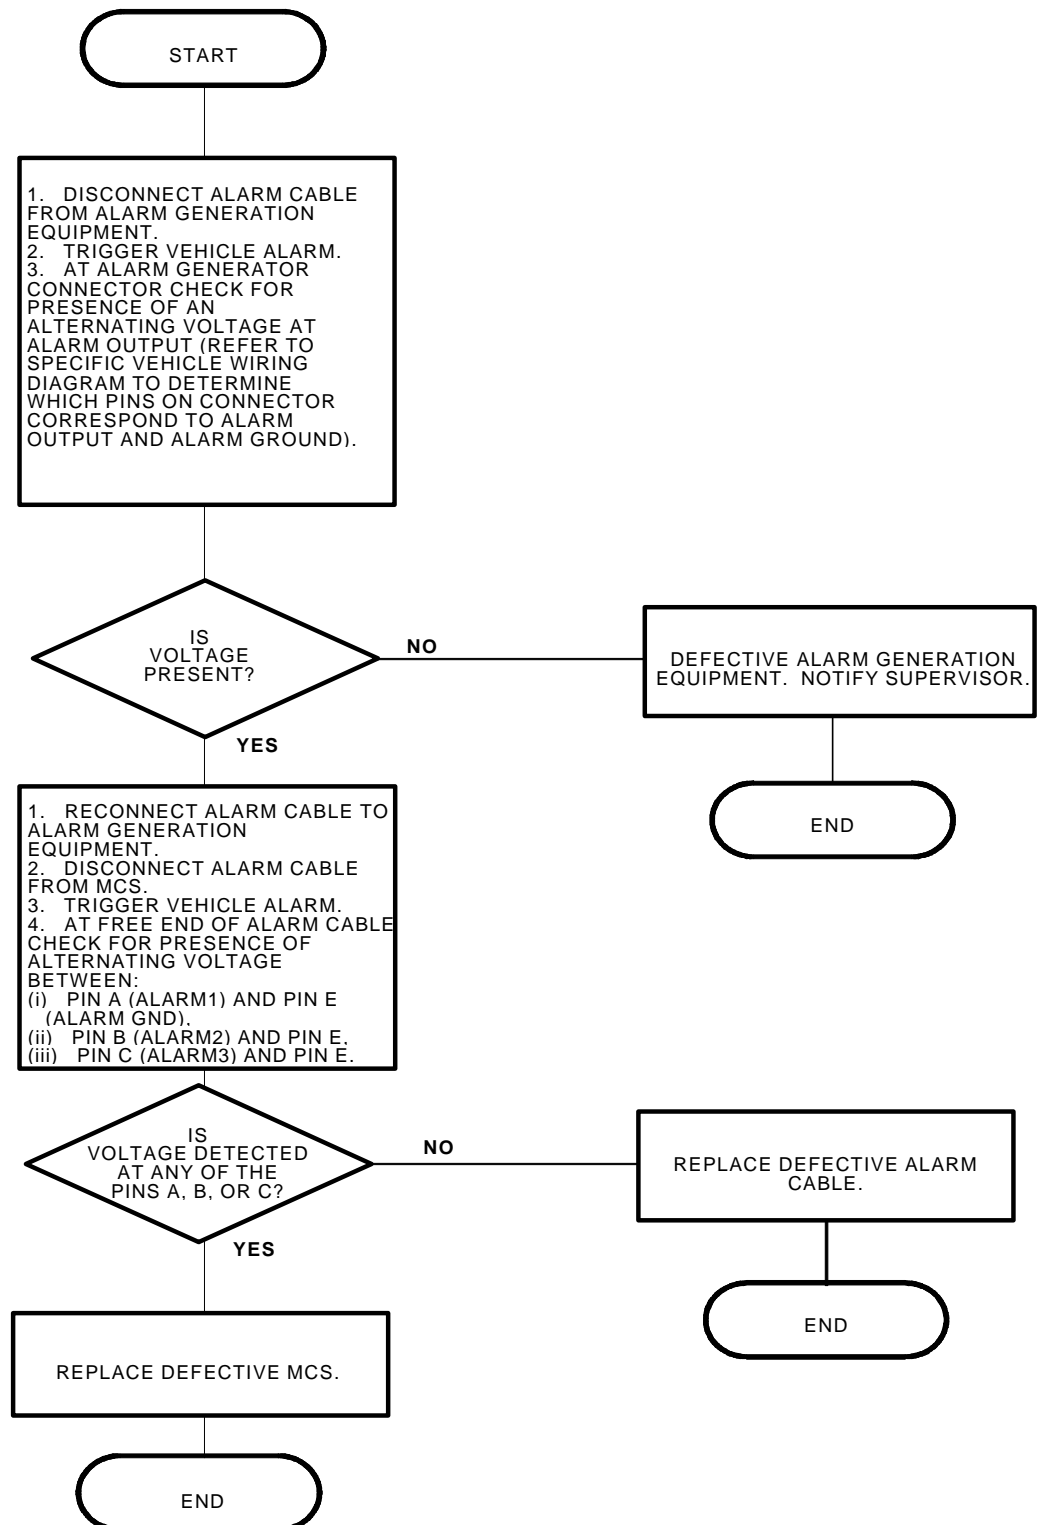 START
1. DISCONNECT ALARM CABLE
FROM ALARM GENERATION
EQUIPMENT.
2. TRIGGER VEHICLE ALARM.
3. AT ALARM GENERATOR
CONNECTOR CHECK FOR
PRESENCE OF AN
ALTERNATING VOLTAGE AT
ALARM OUTPUT (REFER TO
SPECIFIC VEHICLE WIRING
DIAGRAM TO DETERMINE
WHICH PINS ON CONNECTOR
CORRESPOND TO ALARM
OUTPUT AND ALARM GROUND).
IS
VOLTAGE
PRESENT?
NO
DEFECTIVE ALARM GENERATION
EQUIPMENT. NOTIFY SUPERVISOR.
END
YES
1. RECONNECT ALARM CABLE TO
ALARM GENERATION
EQUIPMENT.
2. DISCONNECT ALARM CABLE
FROM MCS.
3. TRIGGER VEHICLE ALARM.
4. AT FREE END OF ALARM CABLE
CHECK FOR PRESENCE OF
ALTERNATING VOLTAGE
BETWEEN:
(i) PIN A (ALARM1) AND PIN E
(ALARM GND),
(ii) PIN B (ALARM2) AND PIN E,
(iii) PIN C (ALARM3) AND PIN E.
IS
VOLTAGE DETECTED
AT ANY OF THE
PINS A, B, OR C?
NO
REPLACE DEFECTIVE ALARM
CABLE.
END
YES
REPLACE DEFECTIVE MCS.
END